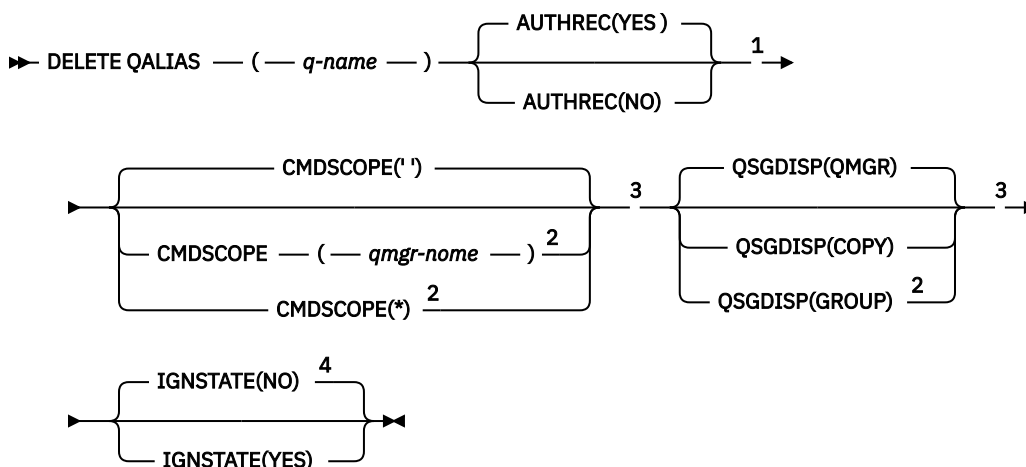 AUTHREC(YES )
DELETE QALIAS ( q-name ) 1
AUTHREC(NO)
CMDSCOPE(' ') QSGDISP(QMGR)
3 3
CMDSCOPE ( qmgr-nome ) 2 QSGDISP(COPY)
CMDSCOPE(*) 2 QSGDISP(GROUP) 2
IGNSTATE(NO) 4
IGNSTATE(YES)